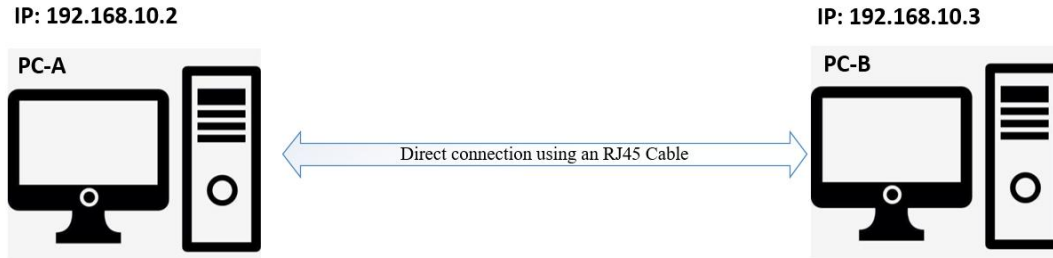 IP: 192.168.10.2
IP: 192.168.10.3
PC-A
PC-B
Direct connection using an RJ45 Cable